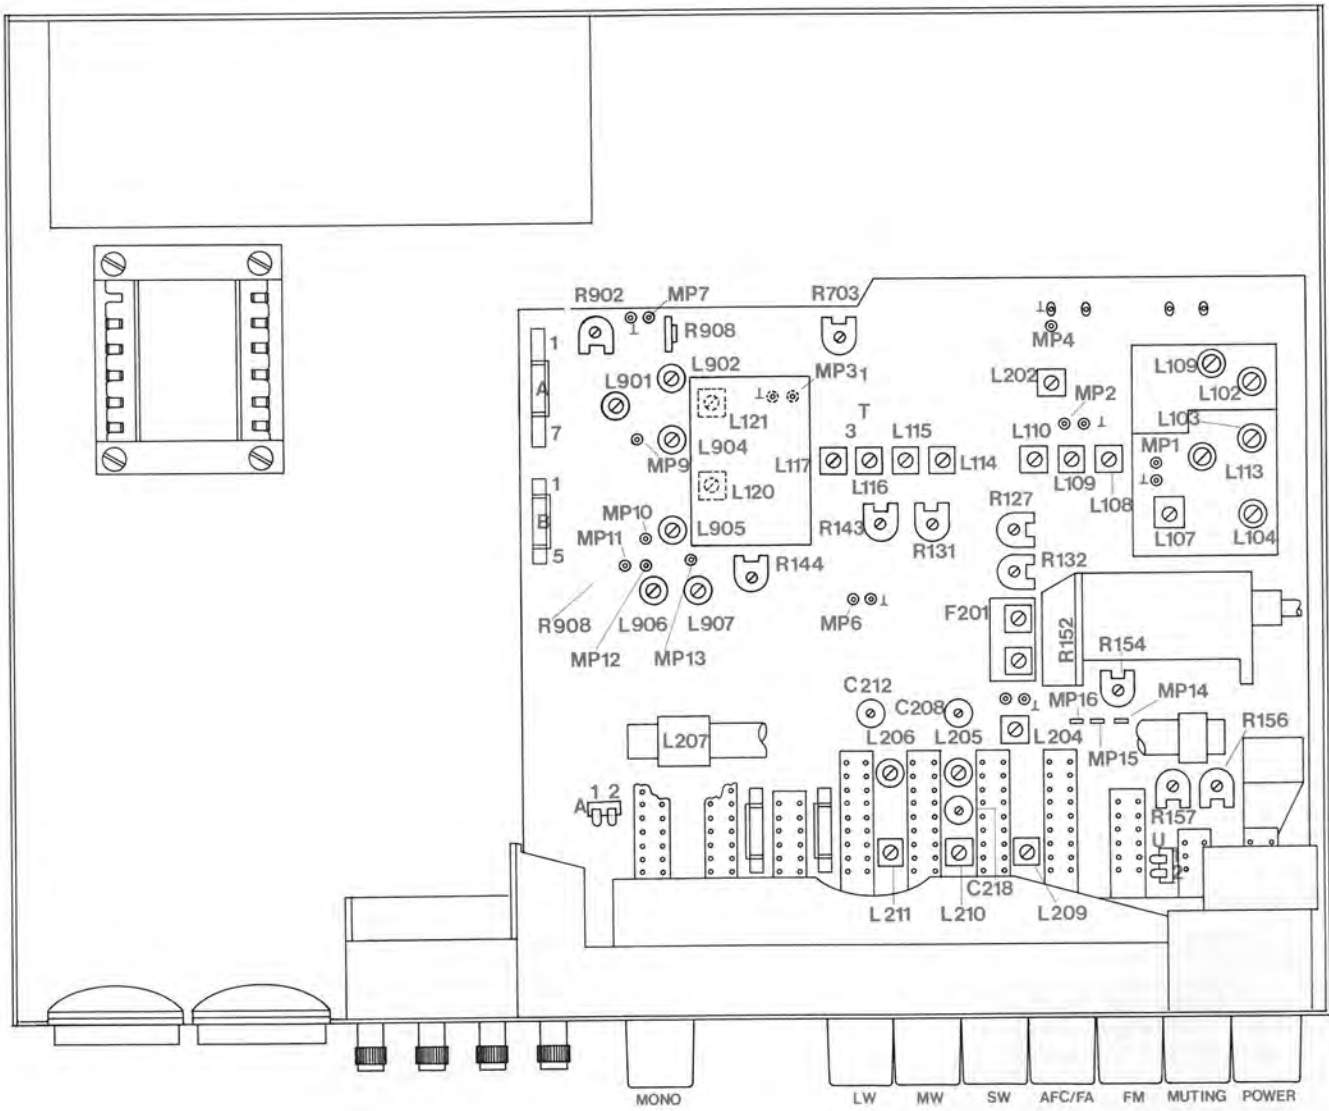 R902
MP7
R703
⊥
R908
1
A
7
L902
L901
MP31
⊥
L121
MP9
L904
L120
1
B
5
MP10
MP11
L905
R144
R908
L906
L907
MP12
MP13
T
3
L117
L115
L114
L116
R143
R131
MP6
⊥
⊥
MP4
L202
MP2
⊥
L110
L109
L108
R127
R132
F201
L109
L102
L103
MP1
⊥
L113
L107
L104
R152
R154
MP14
MP16
⊥
MP15
R156
R157
C212
C208
L206
L205
L204
L207
A
1 2
U
1
2
L211
L210
C218
L209
MONO
LW
MW
SW
AFC/FA
FM
MUTING
POWER